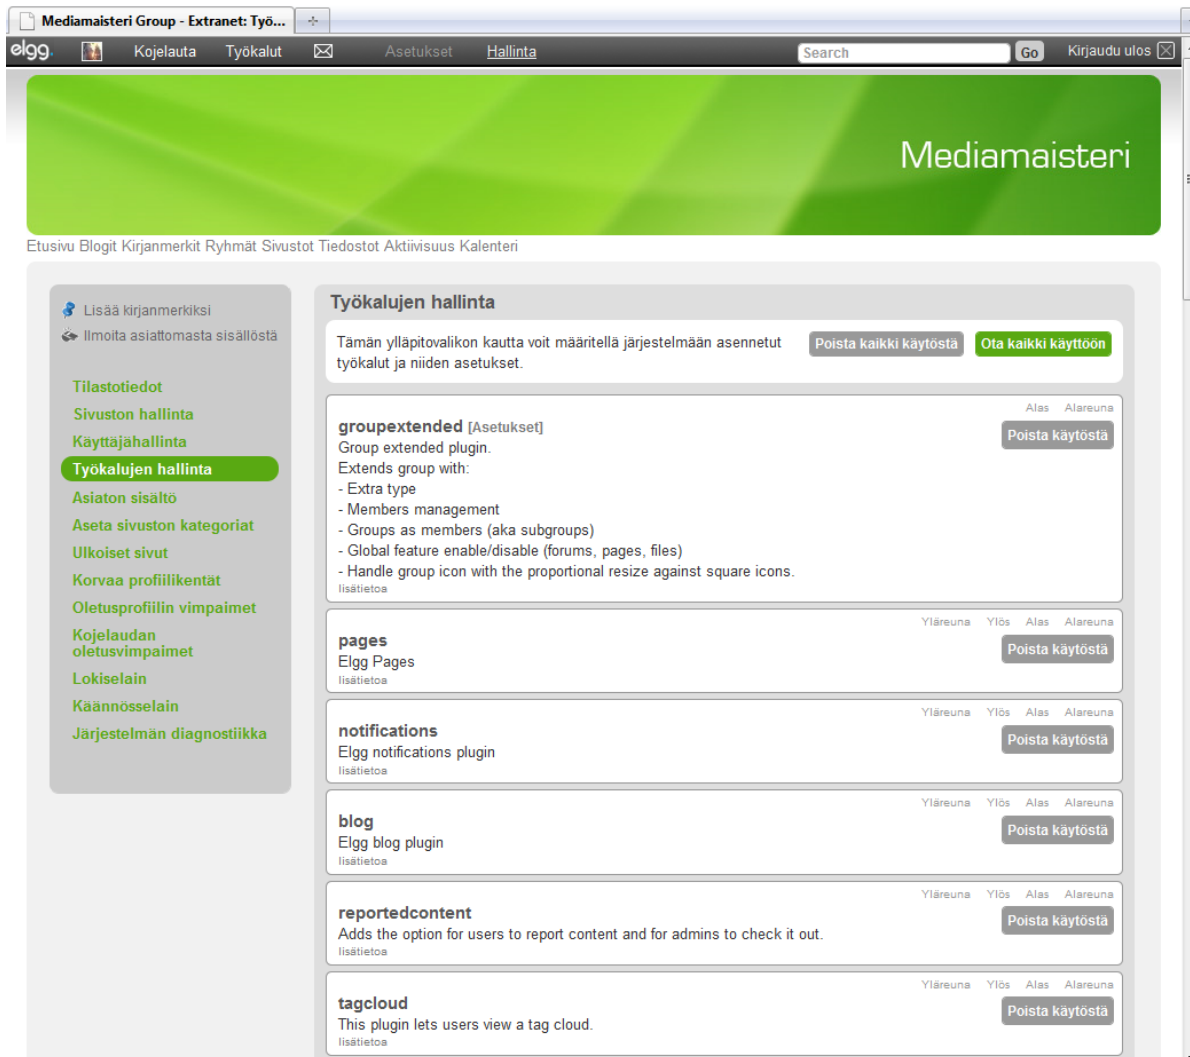 Mediamaisteri Group - Extranet: Työ...
elgg. Kojelauta Työkalut Asetukset Hallinta Search Go Kirjaudu ulos
Mediamaisteri
Etusivu Blogit Kirjanmerkit Ryhmät Sivustot Tiedostot Aktiivisuus Kalenteri
Lisää kirjanmerkiksi
Ilmoita asiattomasta sisällöstä
Tilastotiedot
Sivuston hallinta
Käyttäjähallinta
Työkalujen hallinta
Asiaton sisältö
Aseta sivuston kategoriat
Ulkoiset sivut
Korvaa profiilikentät
Oletusprofiilin vimpaimet
Kojelaudan
oletusvimpaimet
Lokiselain
Käännösselain
Järjestelmän diagnostiikka
Työkalujen hallinta
Tämän ylläpitovalikon kautta voit määritellä järjestelmään asennetut
työkalut ja niiden asetukset.
Poista kaikki käytöstä Ota kaikki käyttöön
Alas Alareuna
groupextended [Asetukset]
Poista käytöstä
Group extended plugin.
Extends group with:
- Extra type
- Members management
- Groups as members (aka subgroups)
- Global feature enable/disable (forums, pages, files)
- Handle group icon with the proportional resize against square icons.
lisätietoa
Yläreuna Ylös Alas Alareuna
pages
Poista käytöstä
Elgg Pages
lisätietoa
Yläreuna Ylös Alas Alareuna
notifications
Poista käytöstä
Elgg notifications plugin
lisätietoa
Yläreuna Ylös Alas Alareuna
blog
Poista käytöstä
Elgg blog plugin
lisätietoa
Yläreuna Ylös Alas Alareuna
reportedcontent
Poista käytöstä
Adds the option for users to report content and for admins to check it out.
lisätietoa
Yläreuna Ylös Alas Alareuna
tagcloud
Poista käytöstä
This plugin lets users view a tag cloud.
lisätietoa